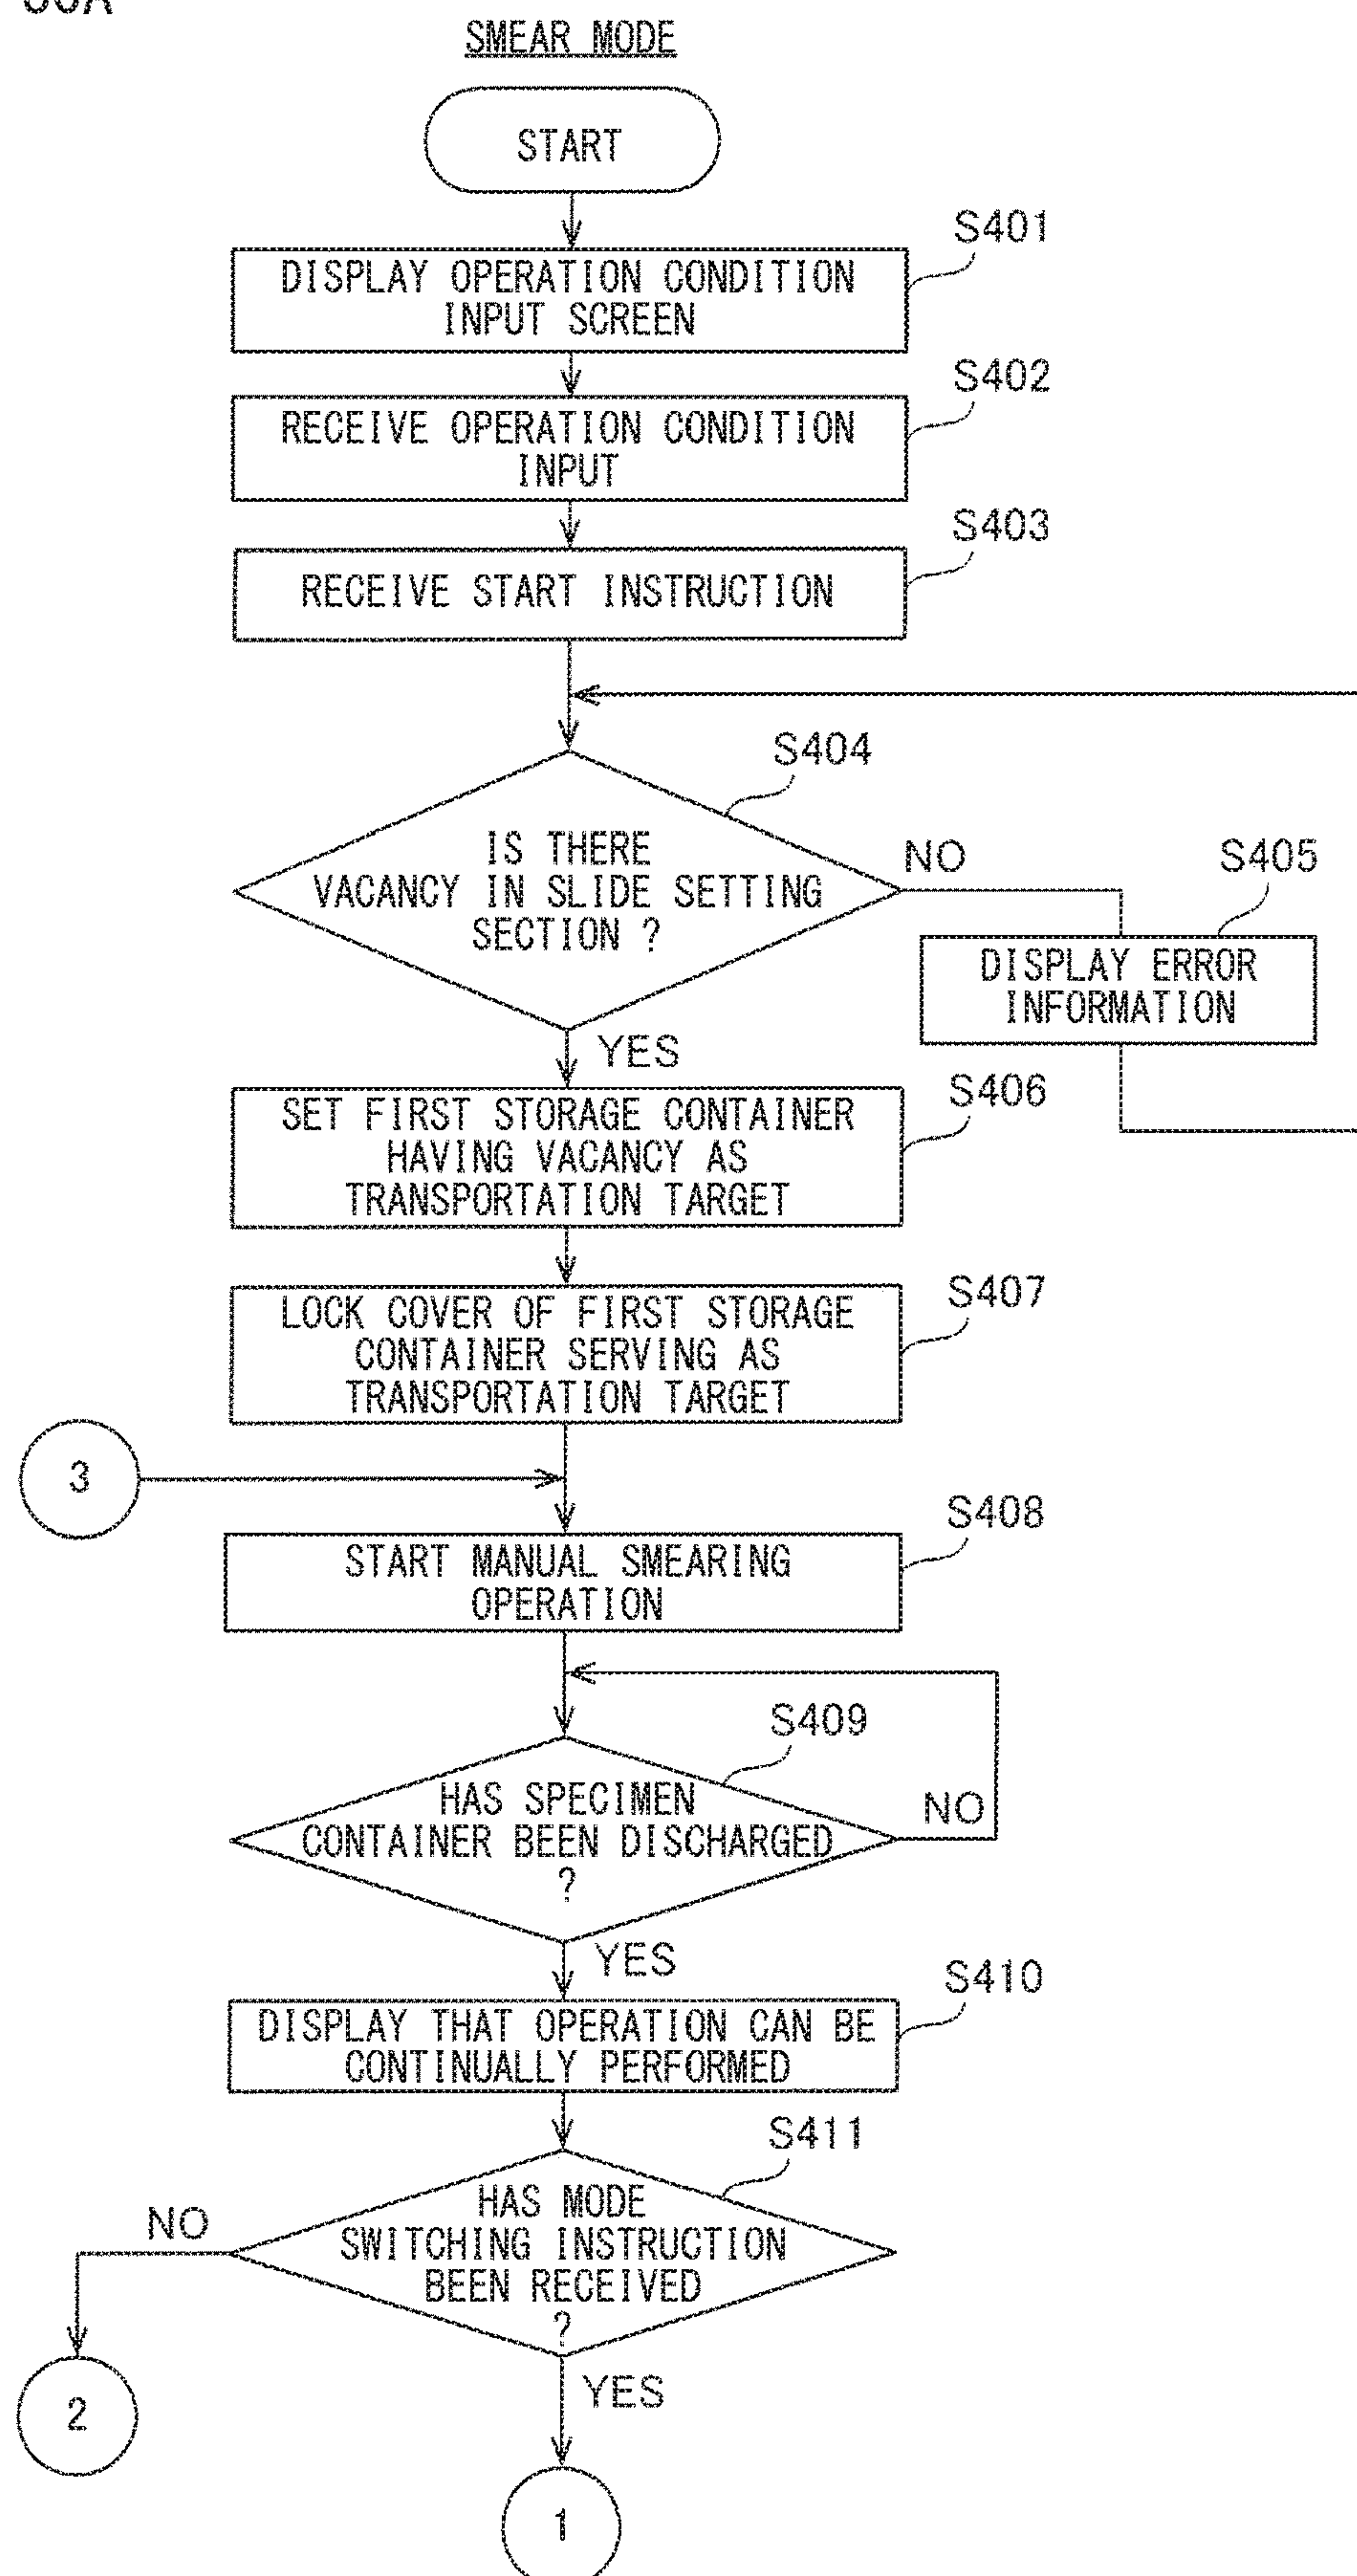 SMEAR MODE
START
S401
DISPLAY OPERATION CONDITION
INPUT SCREEN
S402
RECEIVE OPERATION CONDITION
INPUT
S403
RECEIVE START INSTRUCTION
S404
IS THERE
VACANCY IN SLIDE SETTING
SECTION ?
NO
S405
DISPLAY ERROR
INFORMATION
YES
S406
SET FIRST STORAGE CONTAINER
HAVING VACANCY AS
TRANSPORTATION TARGET
S407
LOCK COVER OF FIRST STORAGE
CONTAINER SERVING AS
TRANSPORTATION TARGET
3
S408
START MANUAL SMEARING
OPERATION
S409
HAS SPECIMEN
CONTAINER BEEN DISCHARGED
?
NO
YES
S410
DISPLAY THAT OPERATION CAN BE
CONTINUALLY PERFORMED
S411
HAS MODE
SWITCHING INSTRUCTION
BEEN RECEIVED
?
NO
YES
2
1